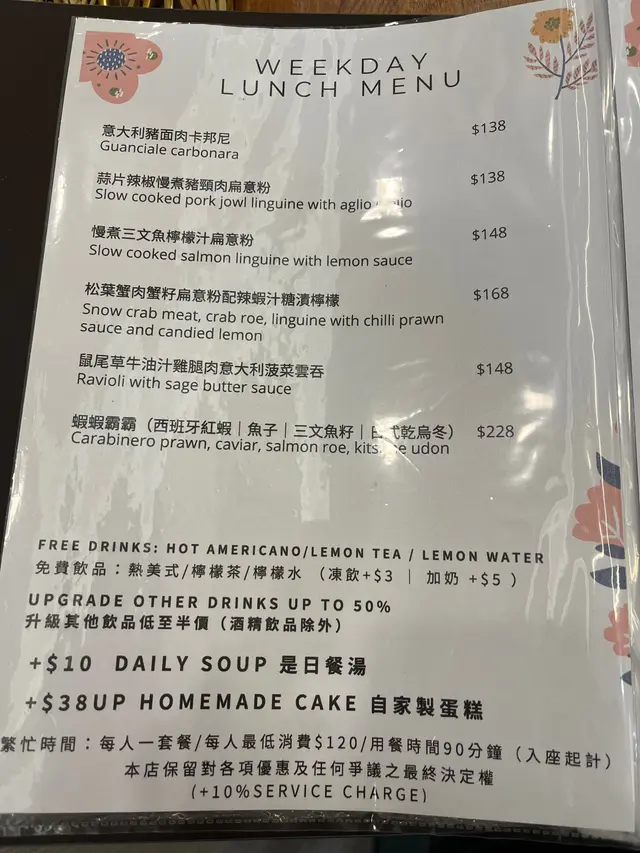 WEEKDAY
LUNCH MENU
意大利豬面肉卡邦尼 $138
Guanciale carbonara
蒜片辣椒慢煮豬頸肉扁意粉 $138
Slow cooked pork jowl linguine with aglio
慢煮三文魚檸檬汁扁意粉 $148
Slow cooked salmon linguine with lemon sauce
松葉蟹肉蟹籽扁意粉配辣蝦汁糖漬檸檬 $168
Snow crab meat, crab roe, linguine with chilli prawn
sauce and candied lemon
鼠尾草牛油汁雞腿肉意大利菠菜雲吞 $148
Ravioli with sage butter sauce
蝦蝦霸霸（西班牙紅蝦｜魚子｜三文魚籽｜日式乾烏冬） $228
Carabinero prawn, caviar, salmon roe, udon
FREE DRINKS: HOT AMERICANO/LEMON TEA / LEMON WATER
免費飲品：熱美式/檸檬茶/檸檬水 （凍飲+$3 ｜ 加奶 +$5 ）
UPGRADE OTHER DRINKS UP TO 50%
升級其他飲品低至半價（酒精飲品除外）
+$10 DAILY SOUP 是日餐湯
+$38UP HOMEMADE CAKE 自家製蛋糕
繁忙時間：每人一套餐/每人最低消費$120/用餐時間90分鐘（入座起計）
本店保留對各項優惠及任何爭議之最終決定權
(+10%SERVICE CHARGE)